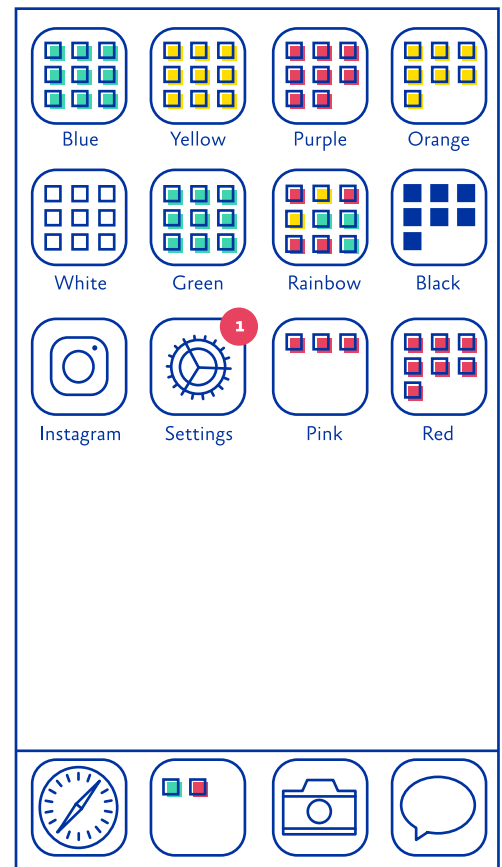 Blue
Yellow
Purple
Orange
White
Green
Rainbow
Black
1
Instagram
Settings
Pink
Red